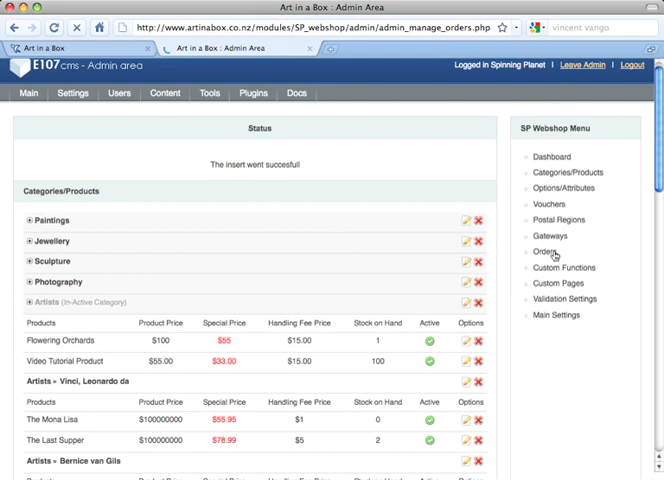 Art in a Box : Admin Area
http://www.artinabox.co.nz/modules/SP_webshop/admin/admin_manage_orders.php
vincent vango
Art in a Box
Art in a Box : Admin Area
E107cms - Admin area
Logged in Spinning Planet
Leave Admin
Logout
Main
Settings
Users
Content
Tools
Plugins
Docs
Status
The insert went succesfull
Categories/Products
Paintings
Jewellery
Sculpture
Photography
Artists (In-Active Category)
Products Product Price Special Price Handling Fee Price Stock on Hand Active Options
Flowering Orchards $100 $55 $15.00 1
Video Tutorial Product $55.00 $33.00 $15.00 100
Artists » Vinci, Leonardo da
Products Product Price Special Price Handling Fee Price Stock on Hand Active Options
The Mona Lisa $100000000 $55.95 $1 0
The Last Supper $100000000 $78.99 $5 2
Artists » Bernice van Gils
Products Product Price Special Price Handling Fee Price Stock on Hand Active Options
SP Webshop Menu
Dashboard
Categories/Products
Options/Attributes
Vouchers
Postal Regions
Gateways
Orders
Custom Functions
Custom Pages
Validation Settings
Main Settings